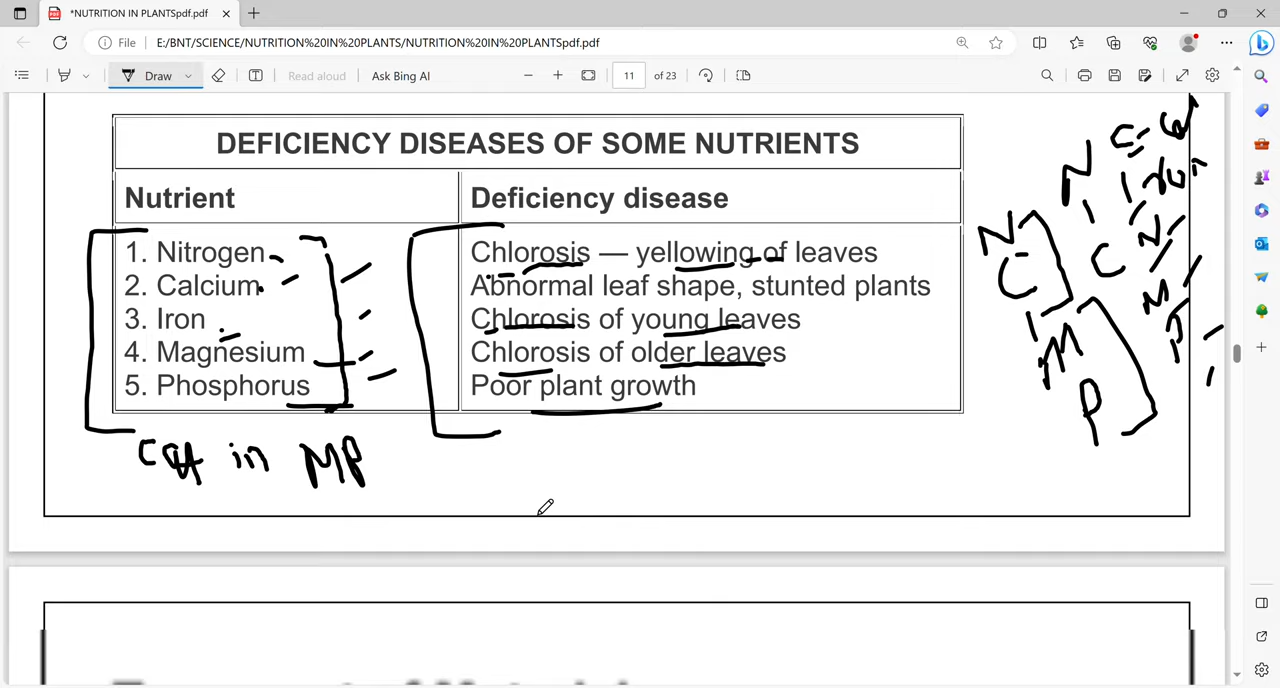 *NUTRITION IN PLANTSpdf.pdf
File E:/BNT/SCIENCE/NUTRITION%20IN%20PLANTS/NUTRITION%20IN%20PLANTSpdf.pdf
Draw Read aloud Ask Bing AI 11 of 23
DEFICIENCY DISEASES OF SOME NUTRIENTS
Nutrient Deficiency disease
1. Nitrogen Chlorosis — yellowing of leaves
2. Calcium Abnormal leaf shape, stunted plants
3. Iron Chlorosis of young leaves
4. Magnesium Chlorosis of older leaves
5. Phosphorus Poor plant growth
in MP
N
C
I
M
P
N
I
C
Iron
N
M
P